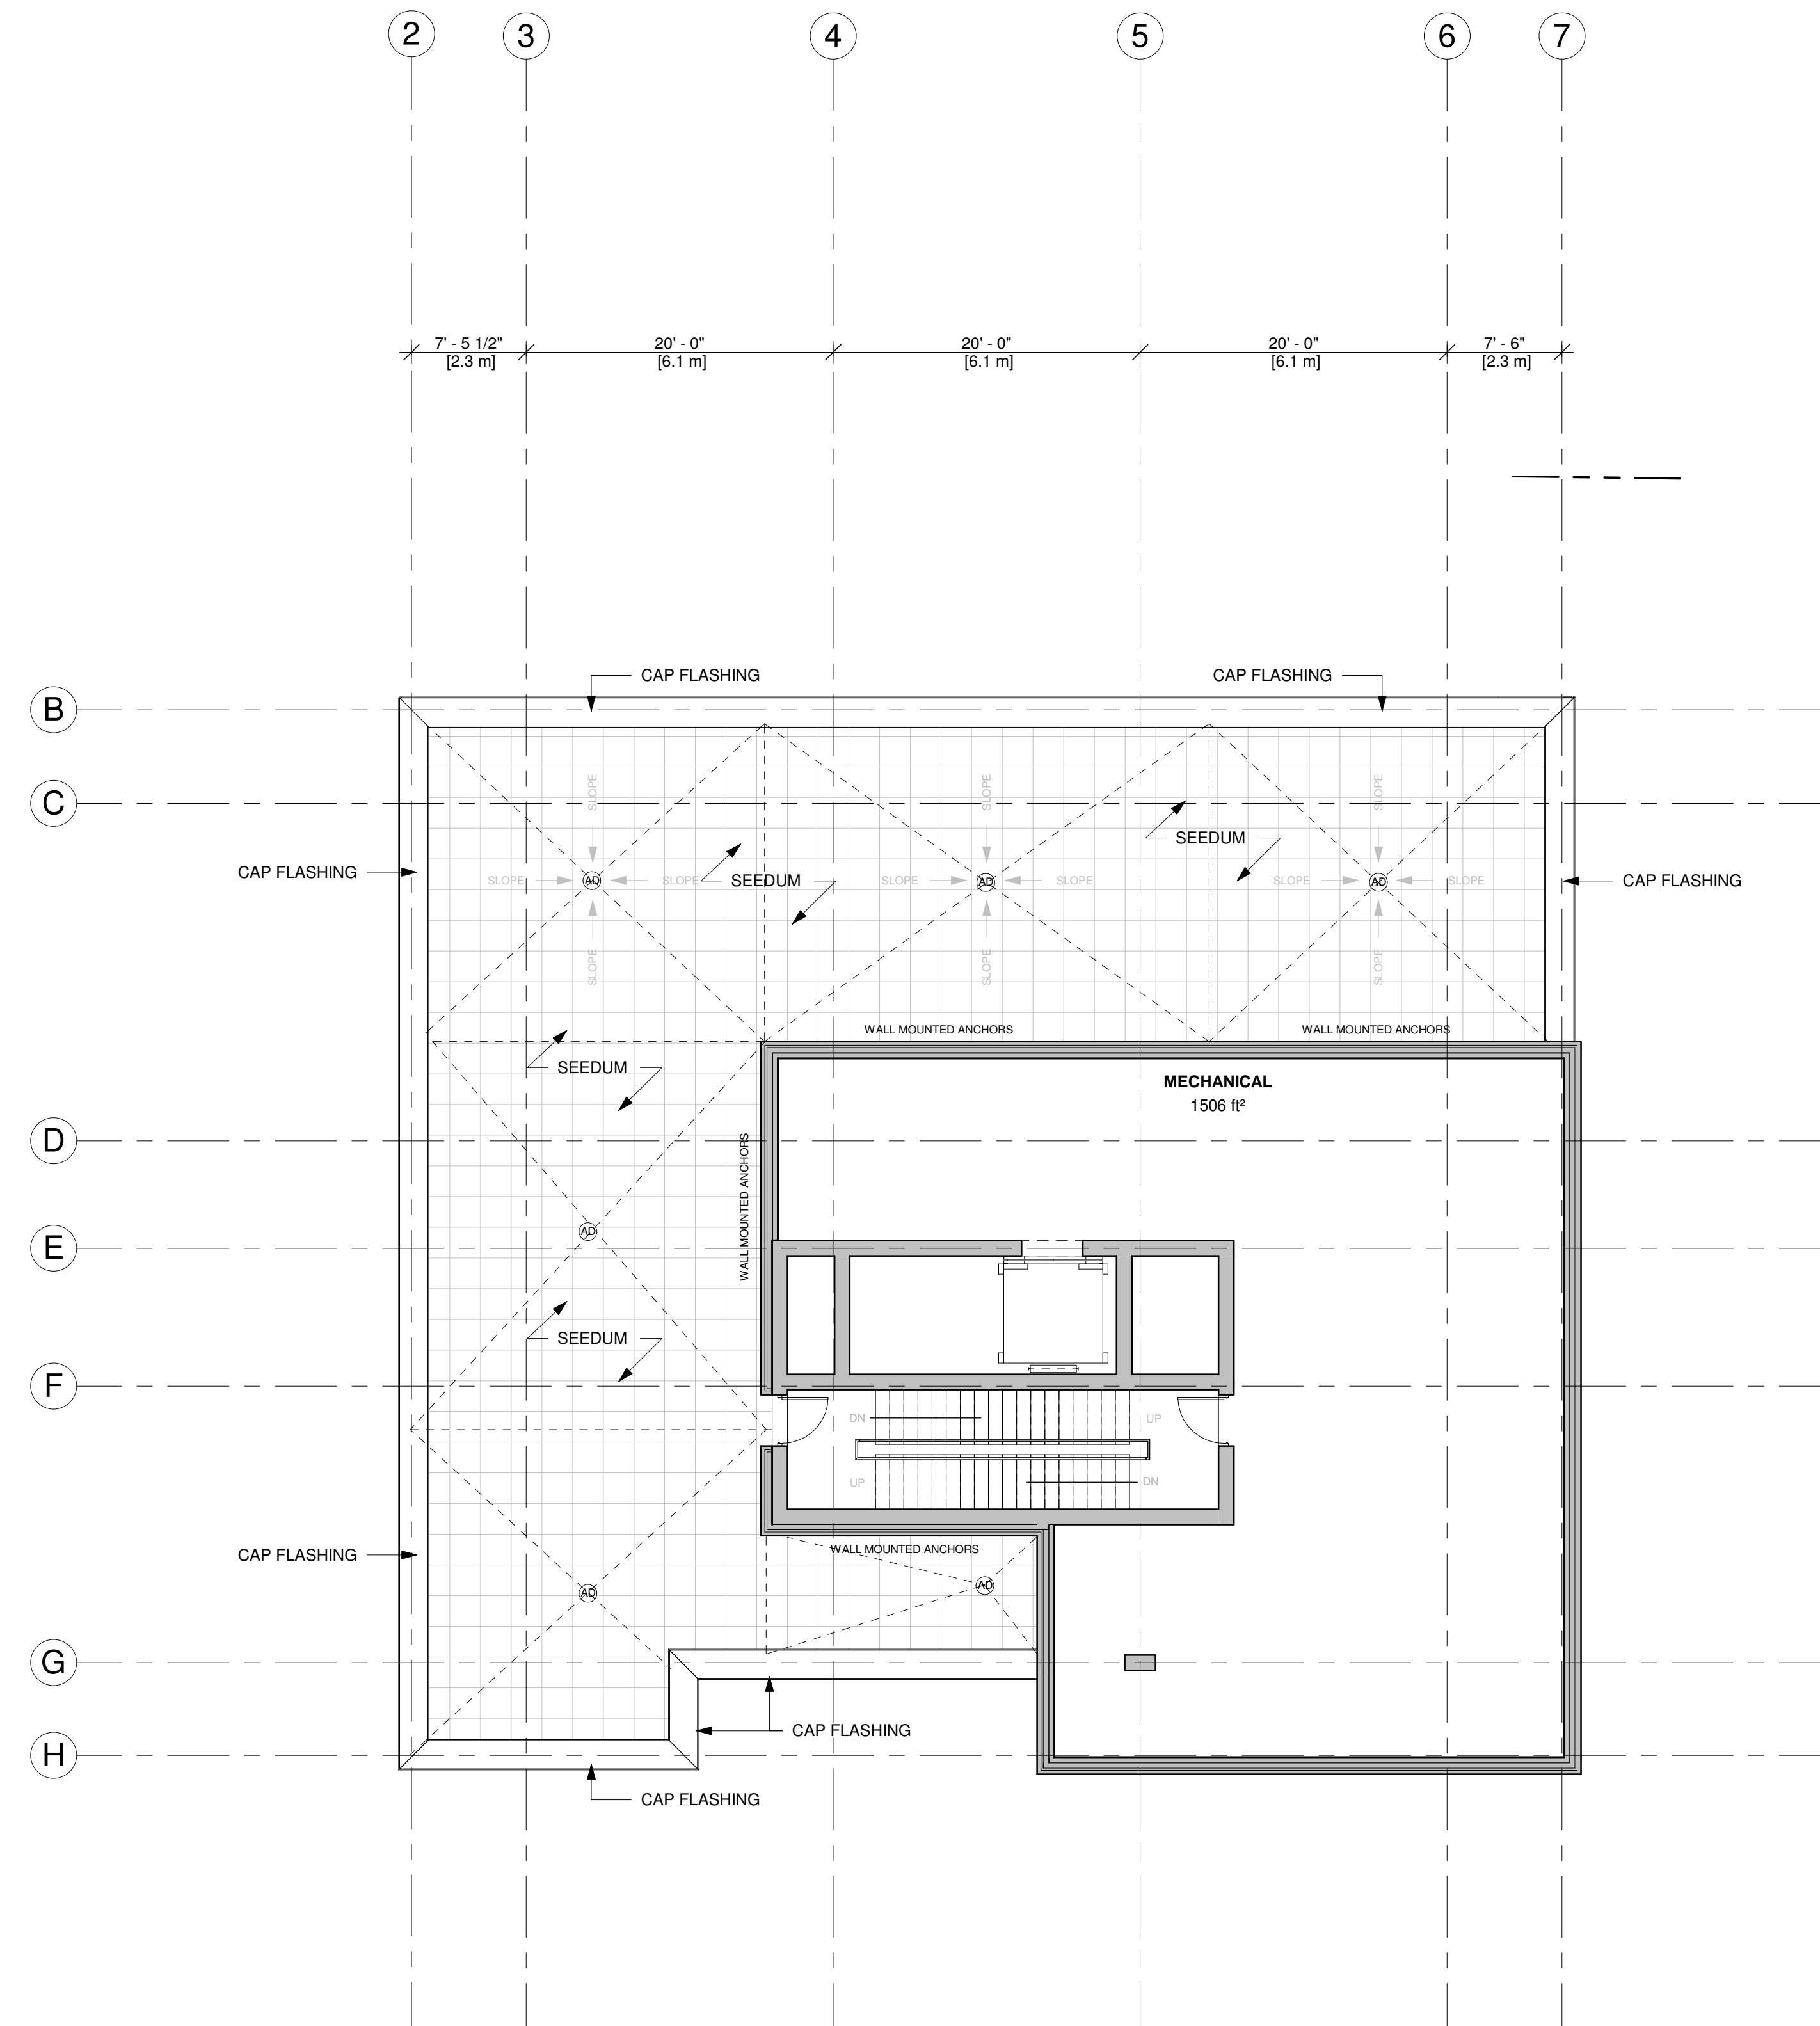 2 3 4 5 6 7
7' - 5 1/2" 20' - 0" 20' - 0" 20' - 0" 7' - 6"
[2.3 m] [6.1 m] [6.1 m] [6.1 m] [2.3 m]
CAP FLASHING CAP FLASHING
B
C
SLOPE SLOPE SLOPE
SEEDUM
CAP FLASHING
SLOPE AD SLOPE SEEDUM SLOPE AD SLOPE SLOPE AD SLOPE CAP FLASHING
SLOPE SLOPE SLOPE
WALL MOUNTED ANCHORS WALL MOUNTED ANCHORS
SEEDUM
MECHANICAL
1506 ft²
D
WALL MOUNTED ANCHORS
AD
E
SEEDUM
F
DN UP
UP DN
WALL MOUNTED ANCHORS
CAP FLASHING
AD
AD
G
CAP FLASHING
H
CAP FLASHING